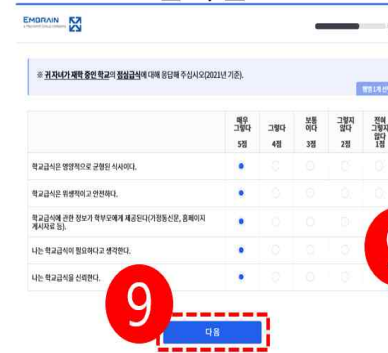 EMBRAIN
※ 귀 자녀가 재학 중인 학교의 점심급식에 대해 응답해 주십시오(2021년 기준).
매우 그렇다 5점
그렇다 4점
보통이다 3점
그렇지 않다 2점
전혀 그렇지 않다 1점
학교급식은 영양적으로 균형된 식사이다.
학교급식은 위생적이고 안전하다.
학교급식에 관한 정보가 학부모에게 제공된다(가정통신문, 홈페이지
게시자료 등).
나는 학교급식이 필요하다고 생각한다.
나는 학교급식을 신뢰한다.
9
다음